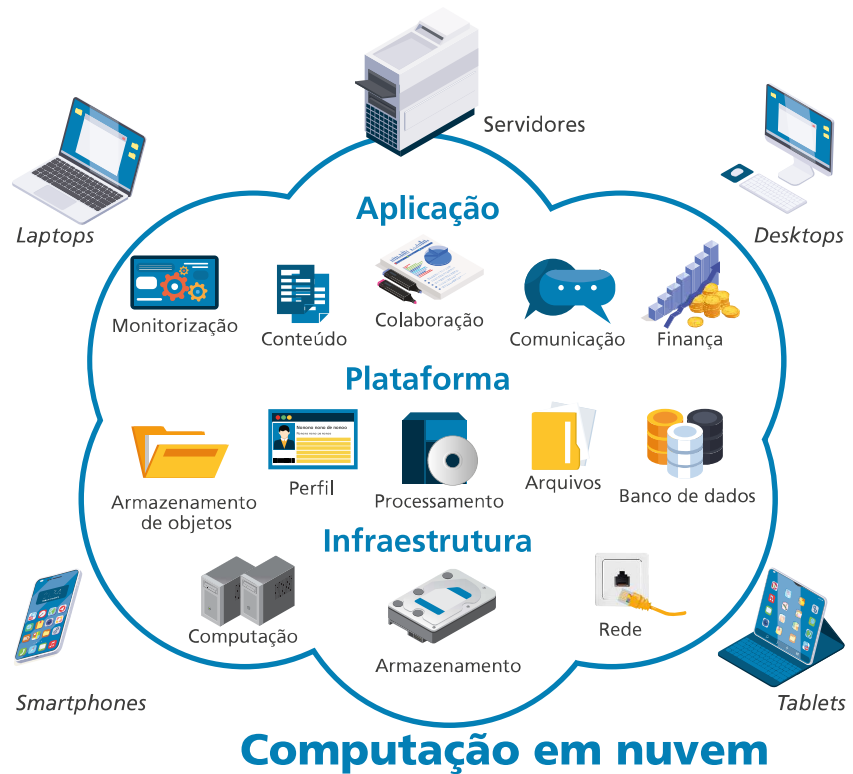 Servidores
Laptops
Desktops
Aplicação
Monitorização
Conteúdo
Colaboração
Comunicação
Finança
Plataforma
Armazenamento
de objetos
Perfil
Processamento
Arquivos
Banco de dados
Infraestrutura
Computação
Armazenamento
Rede
Smartphones
Tablets
Computação em nuvem